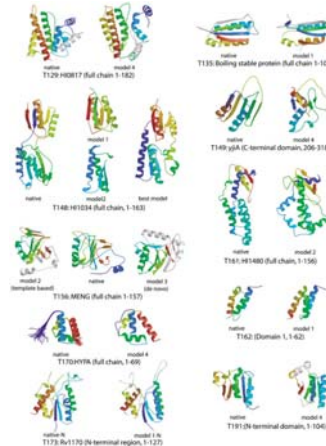 native
model 4
T129: HI0817 (full chain 1-182)
native
model 1
T135: Boiling stable protein (full chain 1-10
native
model 4
T149: yjiA (C-terminal domain, 206-318
model 1
native
model2
best model
T148: HI1034 (full chain, 1-163)
native
model 2
T161: HI1480 (full chain, 1-156)
model 2
(template based)
native
model 3
(de novo)
T156:MENG (full chain 1-157)
native
model 1
T162: (Domain 1, 1-62)
native
model 4
T170:HYPA (full chain, 1-69)
native-N
model 1-N
T173: Rv1170 (N-terminal region, 1-127)
native
model 4
T191 (N-terminal domain, 1-104